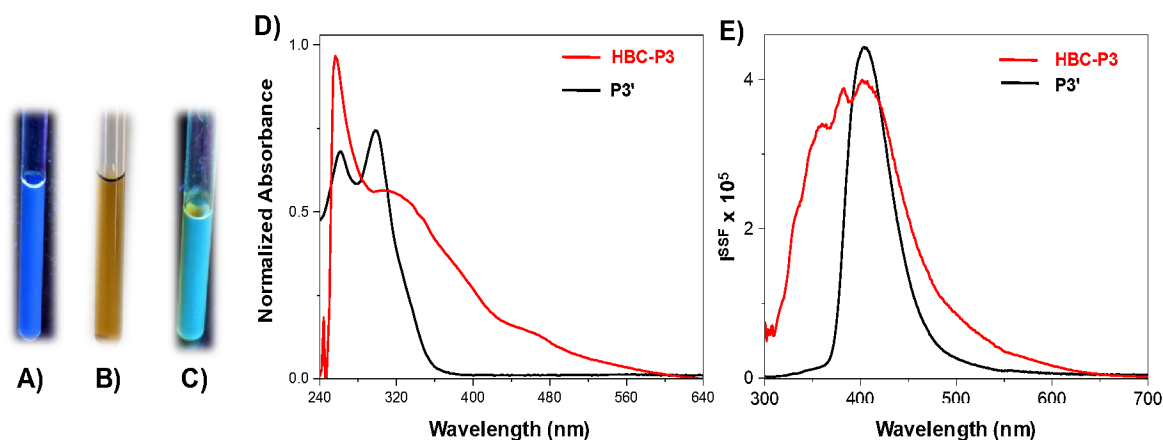 A)
B)
C)
D)
HBC-P3
P3'
Normalized Absorbance
1.0
0.5
0.0
240
320
400
480
560
640
Wavelength (nm)
E)
HBC-P3
P3'
I^SSF x 10^5
4
2
0
300
400
500
600
700
Wavelength (nm)